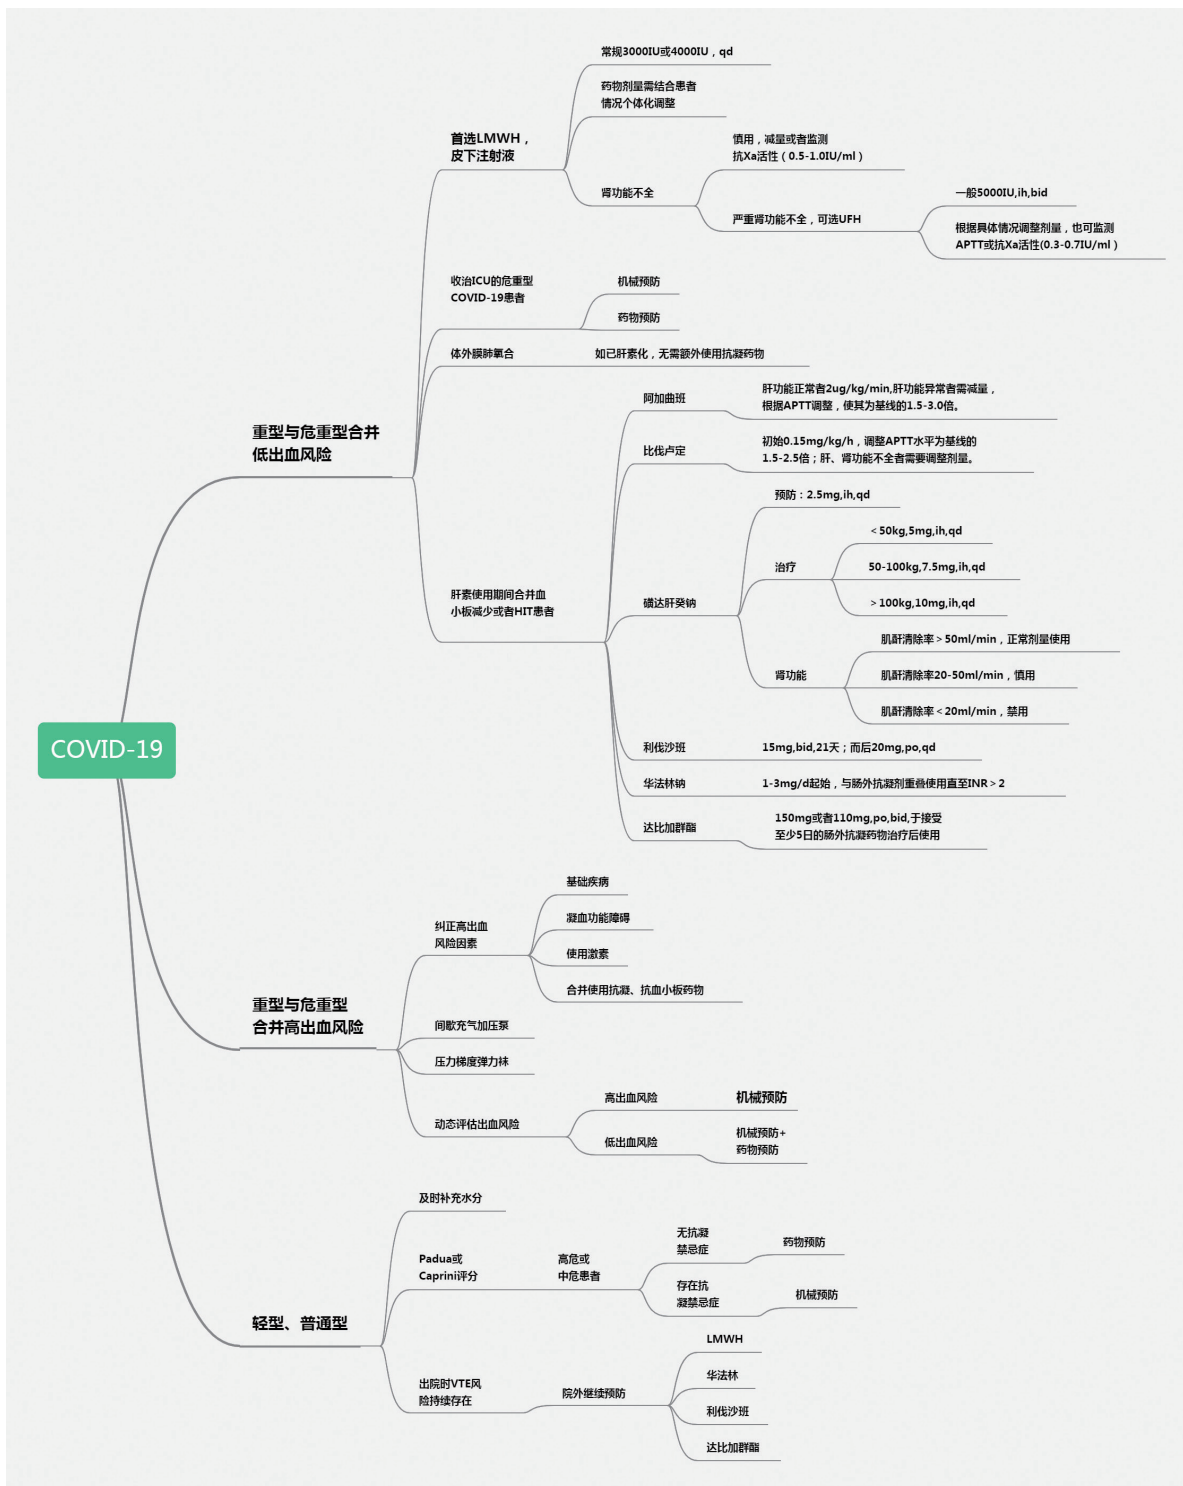 COVID-19
重型与危重型合并
低出血风险
首选LMWH，
皮下注射液
常规3000IU或4000IU，qd
药物剂量需结合患者
情况个体化调整
肾功能不全
慎用，减量或者监测
抗Xa活性（0.5-1.0IU/ml）
严重肾功能不全，可选UFH
一般5000IU,ih,bid
根据具体情况调整剂量，也可监测
APTT或抗Xa活性(0.3-0.7IU/ml）
收治ICU的危重型
COVID-19患者
机械预防
药物预防
体外膜肺氧合
如已肝素化，无需额外使用抗凝药物
肝素使用期间合并血
小板减少或者HIT患者
阿加曲班
肝功能正常者2ug/kg/min,肝功能异常者需减量，
根据APTT调整，使其为基线的1.5-3.0倍。
比伐卢定
初始0.15mg/kg/h，调整APTT水平为基线的
1.5-2.5倍；肝、肾功能不全者需要调整剂量。
磺达肝癸钠
预防：2.5mg,ih,qd
治疗
＜50kg,5mg,ih,qd
50-100kg,7.5mg,ih,qd
＞100kg,10mg,ih,qd
肾功能
肌酐清除率＞50ml/min，正常剂量使用
肌酐清除率20-50ml/min，慎用
肌酐清除率＜20ml/min，禁用
利伐沙班
15mg,bid,21天；而后20mg,po,qd
华法林钠
1-3mg/d起始，与肠外抗凝剂重叠使用直至INR＞2
达比加群酯
150mg或者110mg,po,bid,于接受
至少5日的肠外抗凝药物治疗后使用
重型与危重型
合并高出血风险
纠正高出血
风险因素
基础疾病
凝血功能障碍
使用激素
合并使用抗凝、抗血小板药物
间歇充气加压泵
压力梯度弹力袜
动态评估出血风险
高出血风险
机械预防
低出血风险
机械预防+
药物预防
轻型、普通型
及时补充水分
Padua或
Caprini评分
高危或
中危患者
无抗凝
禁忌症
药物预防
存在抗
凝禁忌症
机械预防
出院时VTE风
险持续存在
院外继续预防
LMWH
华法林
利伐沙班
达比加群酯